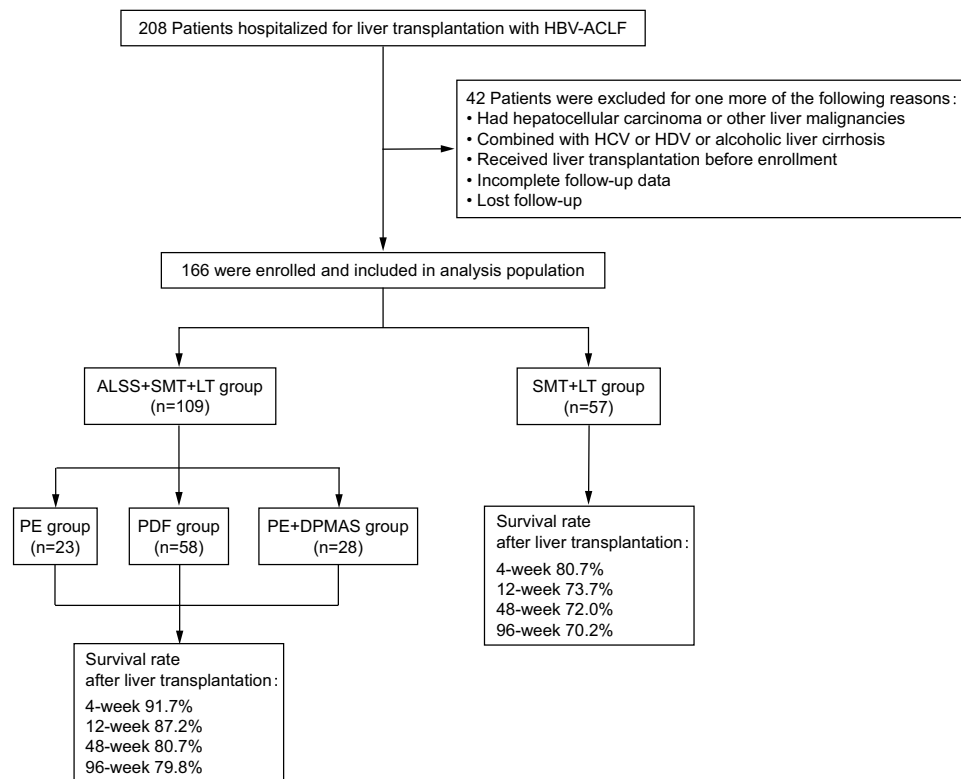 208 Patients hospitalized for liver transplantation with HBV-ACLF
42 Patients were excluded for one more of the following reasons:
• Had hepatocellular carcinoma or other liver malignancies
• Combined with HCV or HDV or alcoholic liver cirrhosis
• Received liver transplantation before enrollment
• Incomplete follow-up data
• Lost follow-up
166 were enrolled and included in analysis population
ALSS+SMT+LT group
(n=109)
SMT+LT group
(n=57)
PE group
(n=23)
PDF group
(n=58)
PE+DPMAS group
(n=28)
Survival rate
after liver transplantation:
4-week 80.7%
12-week 73.7%
48-week 72.0%
96-week 70.2%
Survival rate
after liver transplantation:
4-week 91.7%
12-week 87.2%
48-week 80.7%
96-week 79.8%